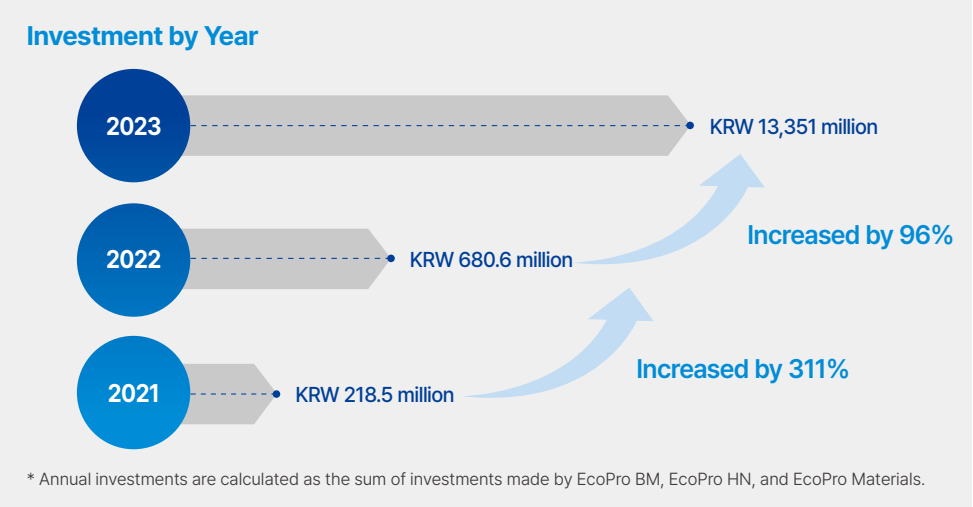 Investment by Year
2023
KRW 13,351 million
Increased by 96%
2022
KRW 680.6 million
Increased by 311%
2021
KRW 218.5 million
* Annual investments are calculated as the sum of investments made by EcoPro BM, EcoPro HN, and EcoPro Materials.